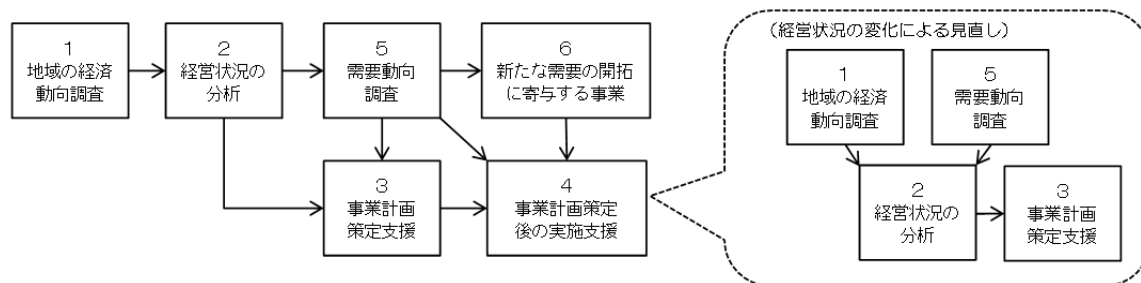 1
地域の経済
動向調査
2
経営状況の
分析
5
需要動向
調査
6
新たな需要の開拓
に寄与する事業
3
事業計画
策定支援
4
事業計画策定
後の実施支援
(経営状況の変化による見直し)
1
地域の経済
動向調査
5
需要動向
調査
2
経営状況の
分析
3
事業計画
策定支援